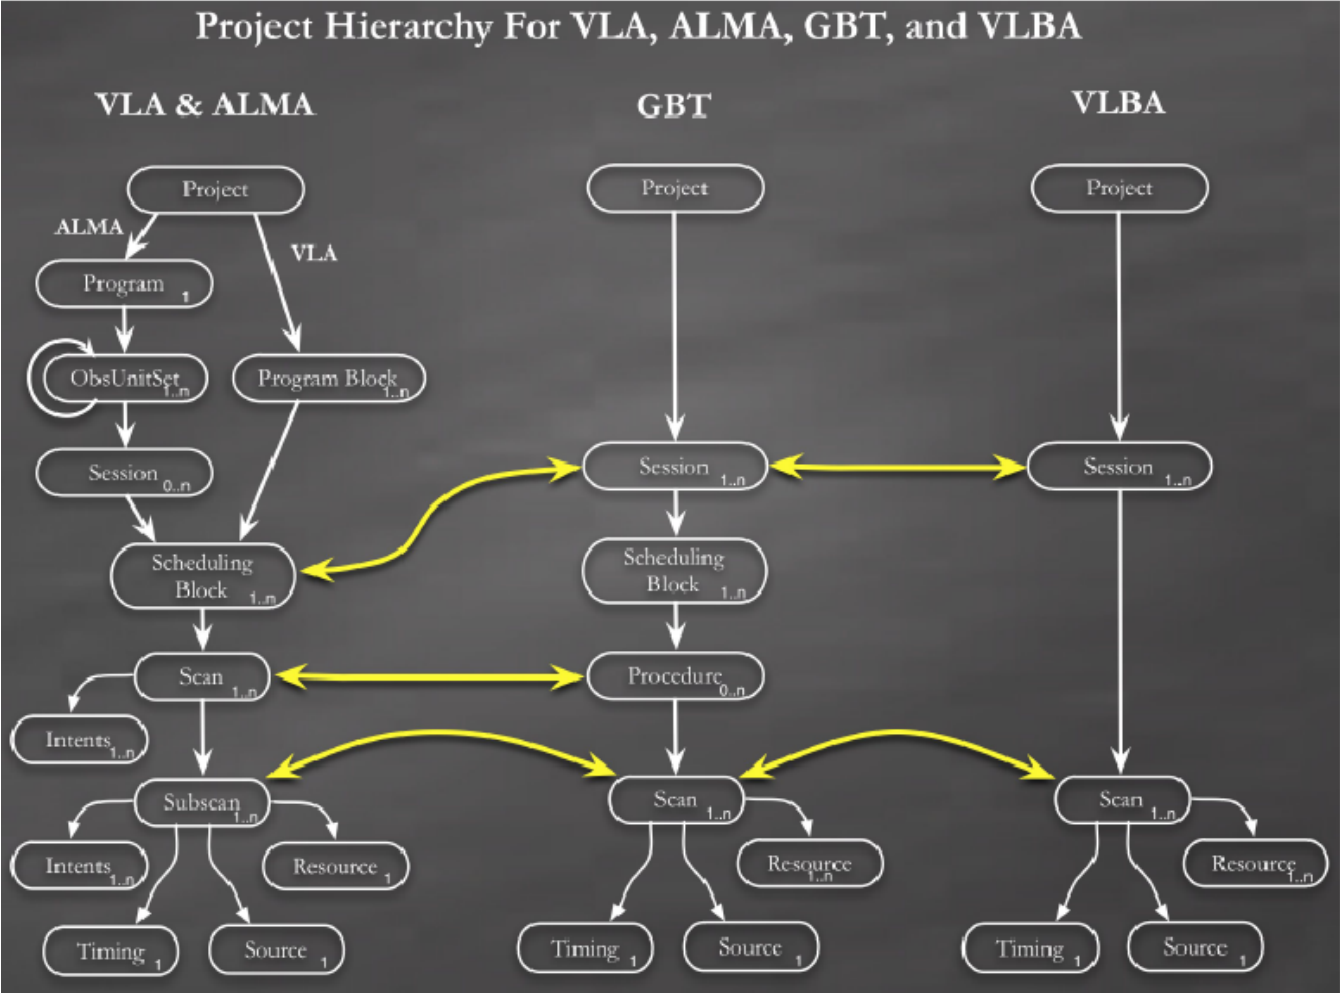 Project Hierarchy For VLA, ALMA, GBT, and VLBA
VLA & ALMA
GBT
VLBA
Project
Project
Project
ALMA
VLA
Program
1
ObsUnitSet
1..n
Program Block
1..n
Session
0..n
Session
1..n
Session
1..n
Scheduling
Block
1..n
Scheduling
Block
1..n
Scan
1..n
Procedure
0..n
Intents
1..n
Subscan
1..n
Scan
1..n
Scan
1..n
Intents
1..n
Resource
1
Resource
1..n
Resource
1..n
Timing
1
Source
1
Timing
1
Source
1
Timing
1
Source
1